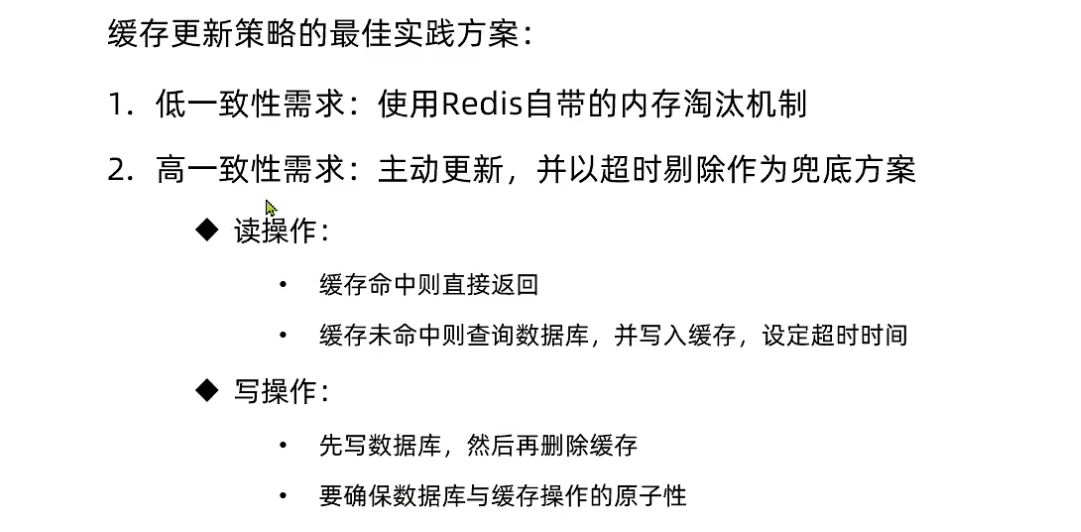 缓存更新策略的最佳实践方案：
1. 低一致性需求：使用Redis自带的内存淘汰机制
2. 高一致性需求：主动更新，并以超时剔除作为兜底方案
◆ 读操作：
• 缓存命中则直接返回
• 缓存未命中则查询数据库，并写入缓存，设定超时时间
◆ 写操作：
• 先写数据库，然后再删除缓存
• 要确保数据库与缓存操作的原子性